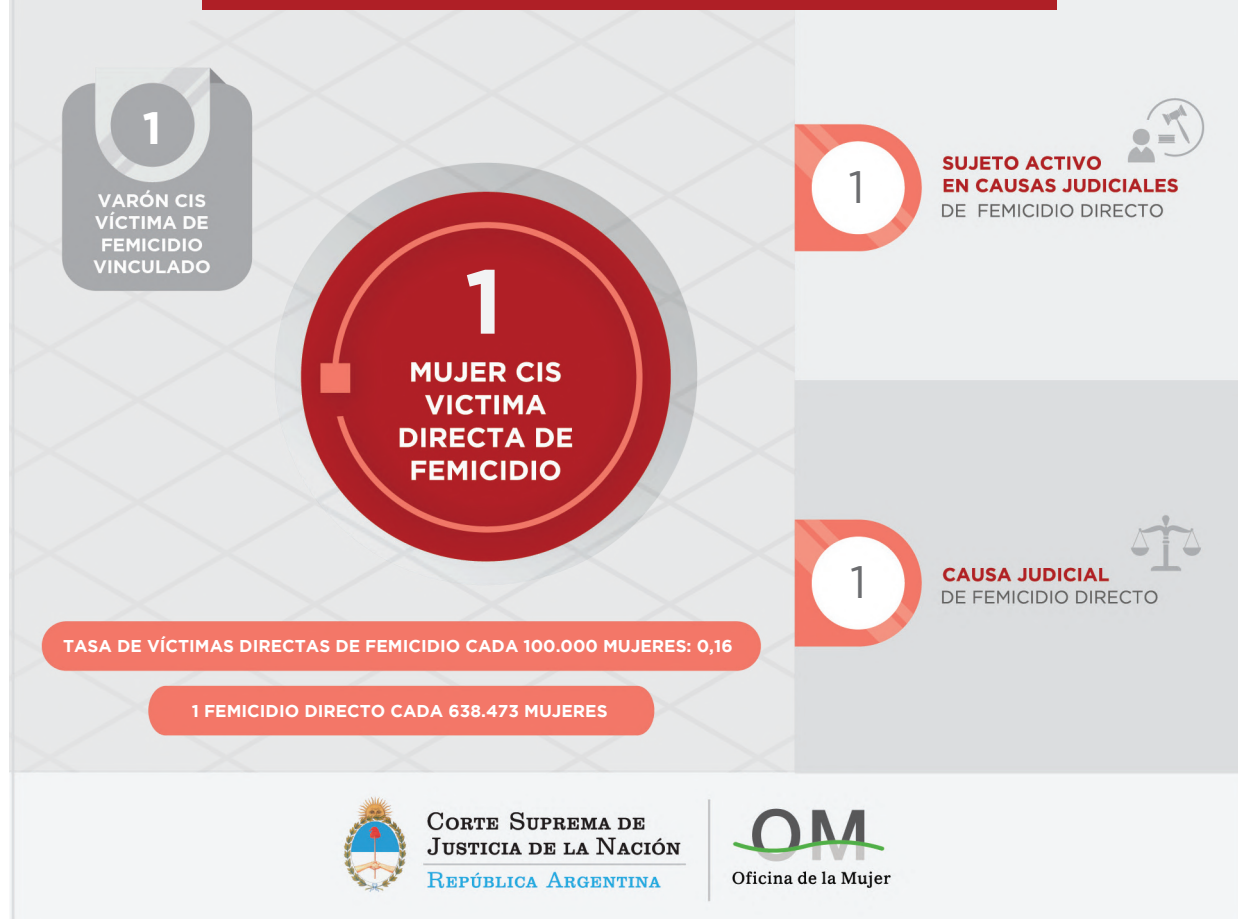 1
VARÓN CIS
VÍCTIMA DE
FEMICIDIO
VINCULADO
1
MUJER CIS
VICTIMA
DIRECTA DE
FEMICIDIO
TASA DE VÍCTIMAS DIRECTAS DE FEMICIDIO CADA 100.000 MUJERES: 0,16
1 FEMICIDIO DIRECTO CADA 638.473 MUJERES
1
SUJETO ACTIVO
EN CAUSAS JUDICIALES
DE FEMICIDIO DIRECTO
1
CAUSA JUDICIAL
DE FEMICIDIO DIRECTO
CORTE SUPREMA DE
JUSTICIA DE LA NACIÓN
REPÚBLICA ARGENTINA
OM
Oficina de la Mujer